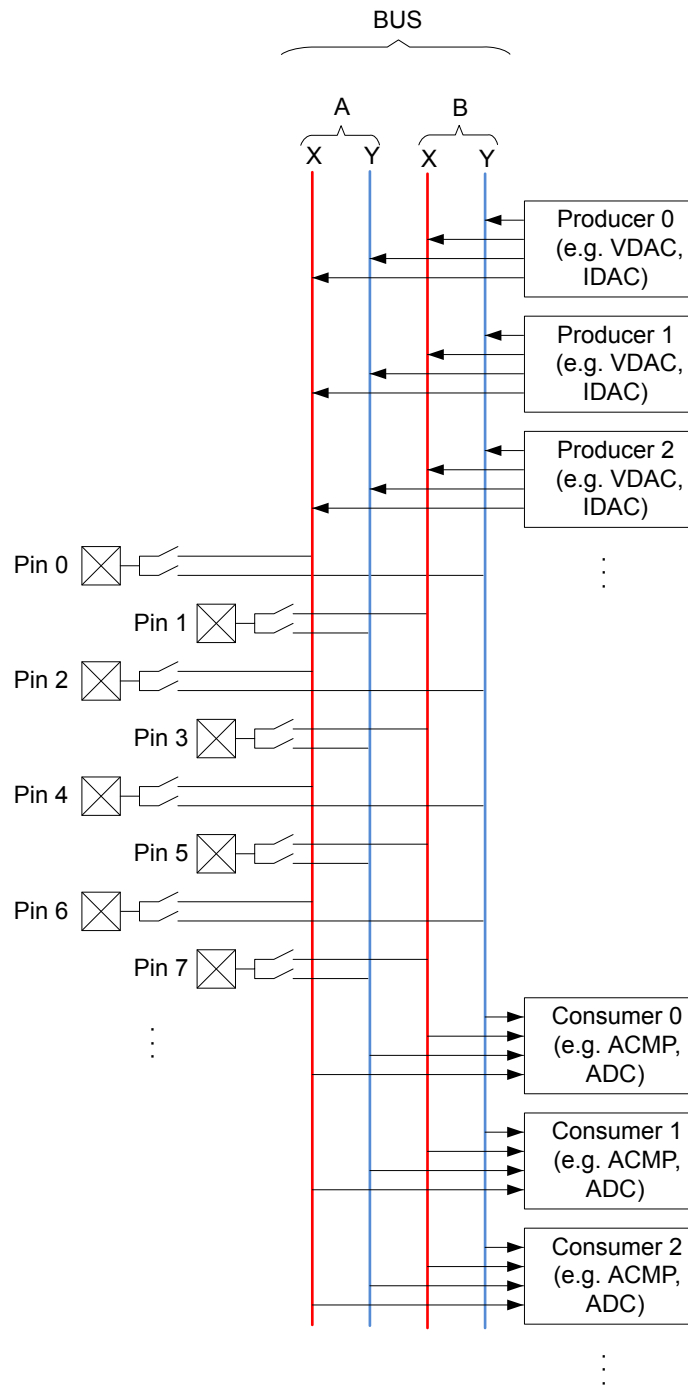 BUS
A
B
X
Y
X
Y
Producer 0
(e.g. VDAC,
IDAC)
Producer 1
(e.g. VDAC,
IDAC)
Producer 2
(e.g. VDAC,
IDAC)
Pin 0
Pin 1
Pin 2
Pin 3
Pin 4
Pin 5
Pin 6
Pin 7
Consumer 0
(e.g. ACMP,
ADC)
Consumer 1
(e.g. ACMP,
ADC)
Consumer 2
(e.g. ACMP,
ADC)